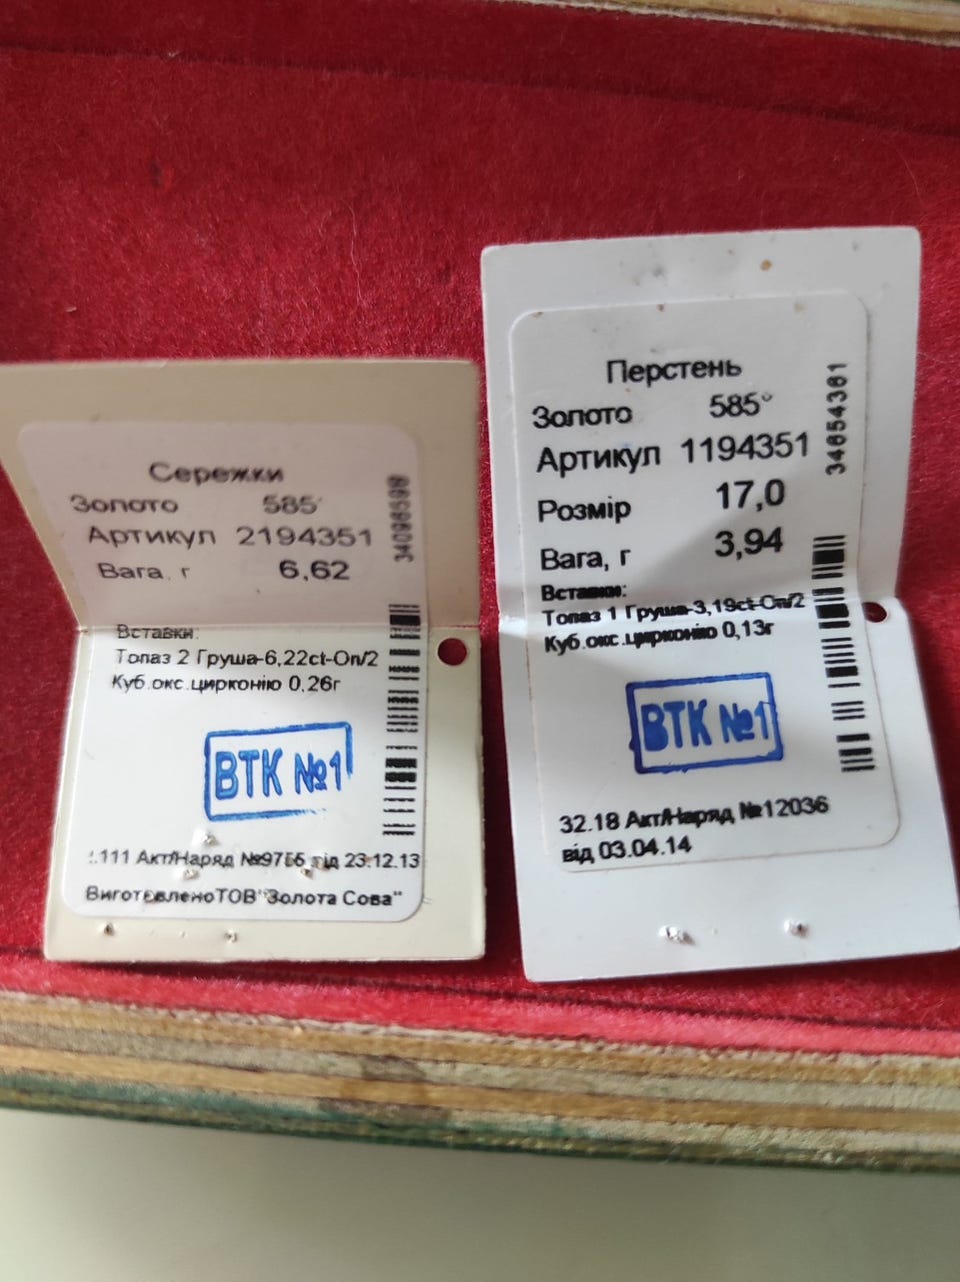 Сережки
Золото 585°
Артикул 2194351
Вага, г 6,62
Вставки:
Топаз 2 Груша-6,22ct-Оп/2
Куб.окс.цирконію 0,26г
ВТК №1
.111 Акт/Наряд від 23.12.13
ВиготовленоТОВ"Золота Сова"
Перстень
Золото 585°
Артикул 1194351
Розмір 17,0
Вага, г 3,94
Вставки:
Топаз 1 Груша-3,19ct-Оп/2
Куб.окс.цирконію 0,13г
ВТК №1
32.18 Акт/Наряд №12036
від 03.04.14
34654361